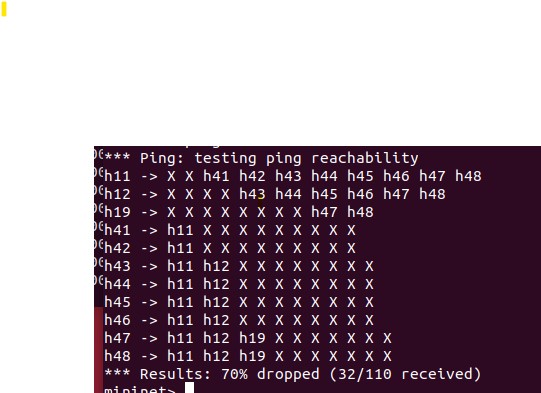 *** Ping: testing ping reachability
h11 -> X X h41 h42 h43 h44 h45 h46 h47 h48
h12 -> X X X X h43 h44 h45 h46 h47 h48
h19 -> X X X X X X X X h47 h48
h41 -> h11 X X X X X X X X X
h42 -> h11 X X X X X X X X X
h43 -> h11 h12 X X X X X X X X
h44 -> h11 h12 X X X X X X X X
h45 -> h11 h12 X X X X X X X X
h46 -> h11 h12 X X X X X X X X
h47 -> h11 h12 h19 X X X X X X X
h48 -> h11 h12 h19 X X X X X X X
*** Results: 70% dropped (32/110 received)
mininet>